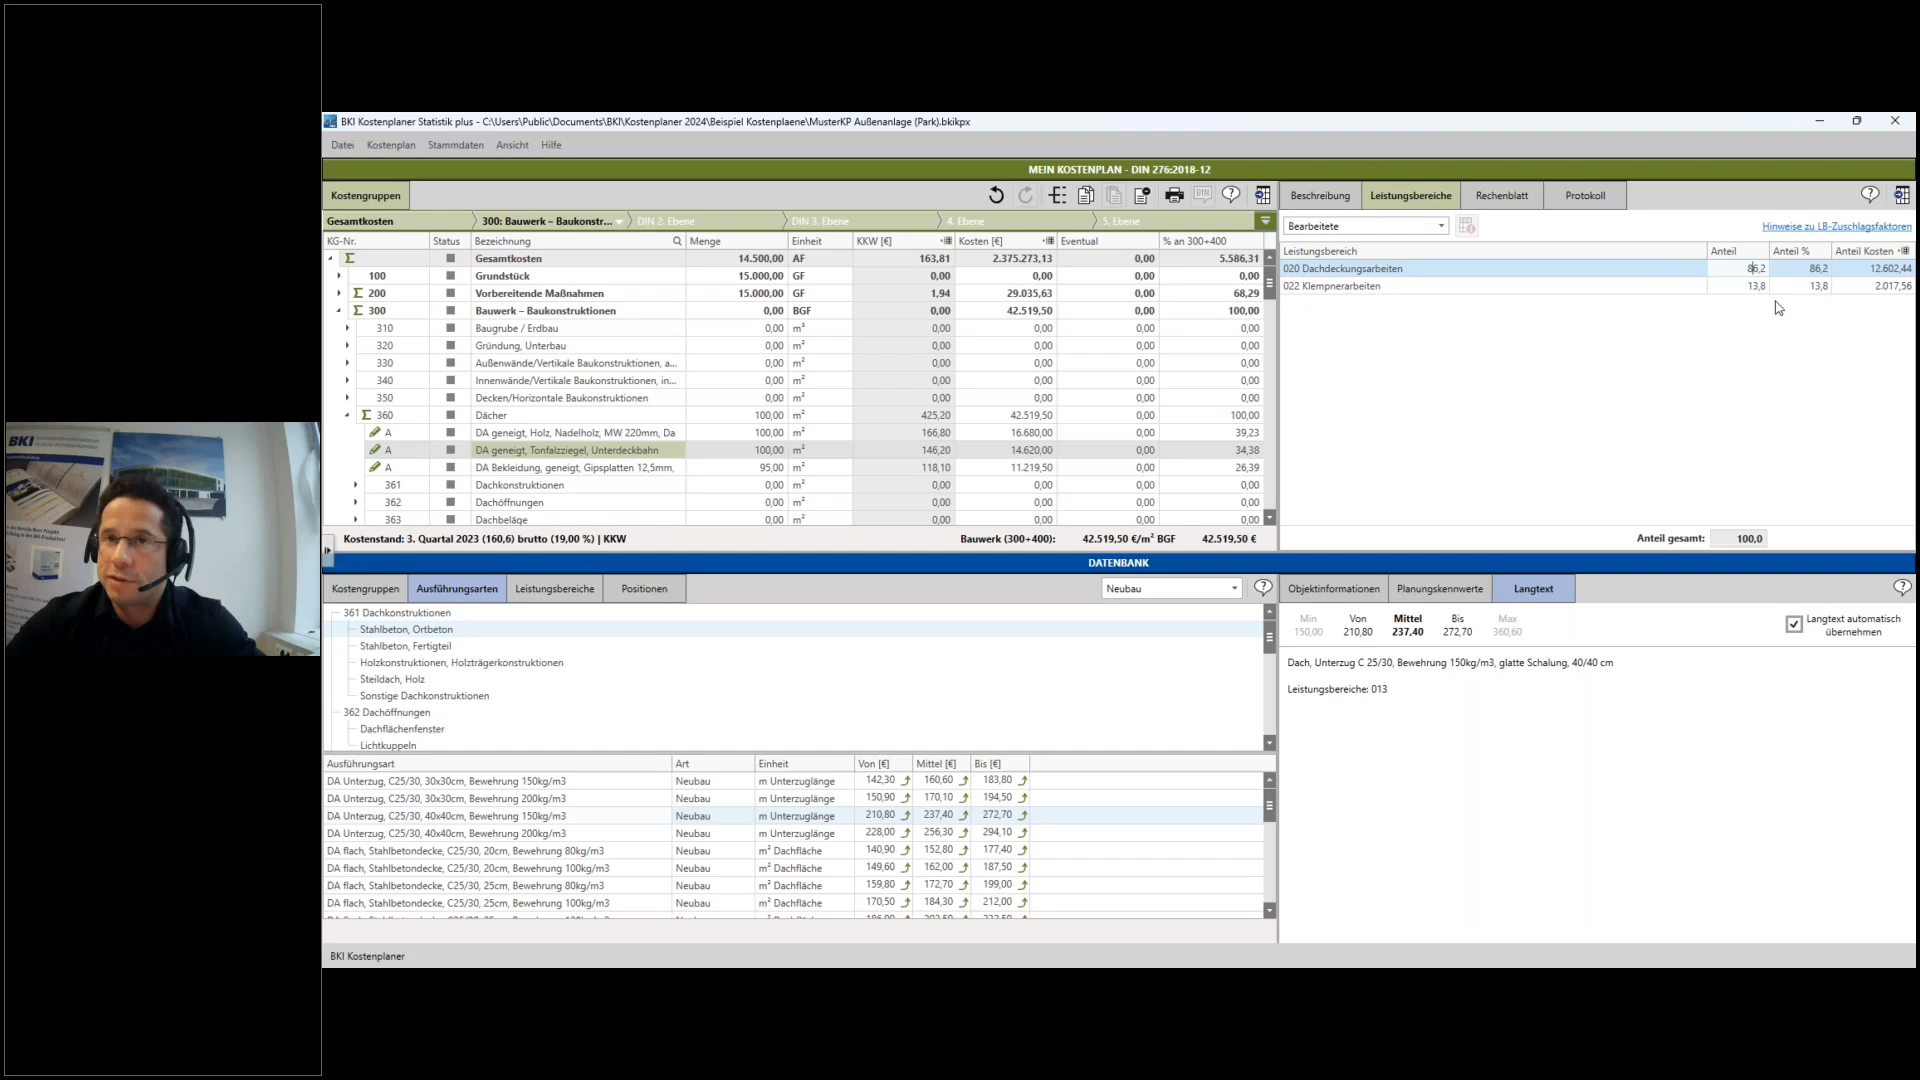 BKI Kostenplaner Statistik plus - C:\Users\Public\Documents\BKI\Kostenplaner 2024\Beispiel Kostenplaene\MusterKP Außenanlage (Park).bkikpx
Datei Kostenplan Stammdaten Ansicht Hilfe
MEIN KOSTENPLAN - DIN 276:2018-12
Kostengruppen
Gesamtkosten 300: Bauwerk – Baukonstr... DIN 2. Ebene DIN 3. Ebene 4. Ebene 5. Ebene
KG-Nr. Status Bezeichnung Menge Einheit KKW [€] Kosten [€] Eventual % an 300+400
Σ Gesamtkosten 14.500,00 AF 163,81 2.375.273,13 0,00 5.586,31
100 Grundstück 15.000,00 GF 0,00 0,00 0,00 0,00
Σ 200 Vorbereitende Maßnahmen 15.000,00 GF 1,94 29.035,63 0,00 68,29
Σ 300 Bauwerk – Baukonstruktionen 0,00 BGF 0,00 42.519,50 0,00 100,00
310 Baugrube / Erdbau 0,00 m³ 0,00 0,00 0,00 0,00
320 Gründung, Unterbau 0,00 m² 0,00 0,00 0,00 0,00
330 Außenwände/Vertikale Baukonstruktionen, a... 0,00 m² 0,00 0,00 0,00 0,00
340 Innenwände/Vertikale Baukonstruktionen, in... 0,00 m² 0,00 0,00 0,00 0,00
350 Decken/Horizontale Baukonstruktionen 0,00 m² 0,00 0,00 0,00 0,00
Σ 360 Dächer 100,00 m² 425,20 42.519,50 0,00 100,00
A DA geneigt, Holz, Nadelholz, MW 220mm, Da 100,00 m² 166,80 16.680,00 0,00 39,23
A DA geneigt, Tonfalzziegel, Unterdeckbahn 100,00 m² 146,20 14.620,00 0,00 34,38
A DA Bekleidung, geneigt, Gipsplatten 12,5mm, 95,00 m² 118,10 11.219,50 0,00 26,39
361 Dachkonstruktionen 0,00 m² 0,00 0,00 0,00 0,00
362 Dachöffnungen 0,00 m² 0,00 0,00 0,00 0,00
363 Dachbeläge 0,00 m² 0,00 0,00 0,00 0,00
Kostenstand: 3. Quartal 2023 (160,6) brutto (19,00 %) | KKW Bauwerk (300+400): 42.519,50 €/m² BGF 42.519,50 €
Beschreibung Leistungsbereiche Rechenblatt Protokoll
Bearbeitete Hinweise zu LB-Zuschlagsfaktoren
Leistungsbereich Anteil Anteil % Anteil Kosten
020 Dachdeckungsarbeiten 86,2 86,2 12.602,44
022 Klempnerarbeiten 13,8 13,8 2.017,56
Anteil gesamt: 100,0
DATENBANK
Kostengruppen Ausführungsarten Leistungsbereiche Positionen Neubau
361 Dachkonstruktionen
Stahlbeton, Ortbeton
Stahlbeton, Fertigteil
Holzkonstruktionen, Holzträgerkonstruktionen
Steildach, Holz
Sonstige Dachkonstruktionen
362 Dachöffnungen
Dachflächenfenster
Lichtkuppeln
Ausführungsart Art Einheit Von [€] Mittel [€] Bis [€]
DA Unterzug, C25/30, 30x30cm, Bewehrung 150kg/m3 Neubau m Unterzuglänge 142,30 160,60 183,80
DA Unterzug, C25/30, 30x30cm, Bewehrung 200kg/m3 Neubau m Unterzuglänge 150,90 170,10 194,50
DA Unterzug, C25/30, 40x40cm, Bewehrung 150kg/m3 Neubau m Unterzuglänge 210,80 237,40 272,70
DA Unterzug, C25/30, 40x40cm, Bewehrung 200kg/m3 Neubau m Unterzuglänge 228,00 256,30 294,10
DA flach, Stahlbetondecke, C25/30, 20cm, Bewehrung 80kg/m3 Neubau m² Dachfläche 140,90 152,80 177,40
DA flach, Stahlbetondecke, C25/30, 20cm, Bewehrung 100kg/m3 Neubau m² Dachfläche 149,60 162,00 187,50
DA flach, Stahlbetondecke, C25/30, 25cm, Bewehrung 80kg/m3 Neubau m² Dachfläche 159,80 172,70 199,00
DA flach, Stahlbetondecke, C25/30, 25cm, Bewehrung 100kg/m3 Neubau m² Dachfläche 170,50 184,30 212,00
Objektinformationen Planungskennwerte Langtext
Min Von Mittel Bis Max
150,00 210,80 237,40 272,70 360,60
Langtext automatisch
übernehmen
Dach, Unterzug C 25/30, Bewehrung 150kg/m3, glatte Schalung, 40/40 cm
Leistungsbereiche: 013
BKI Kostenplaner
BKI